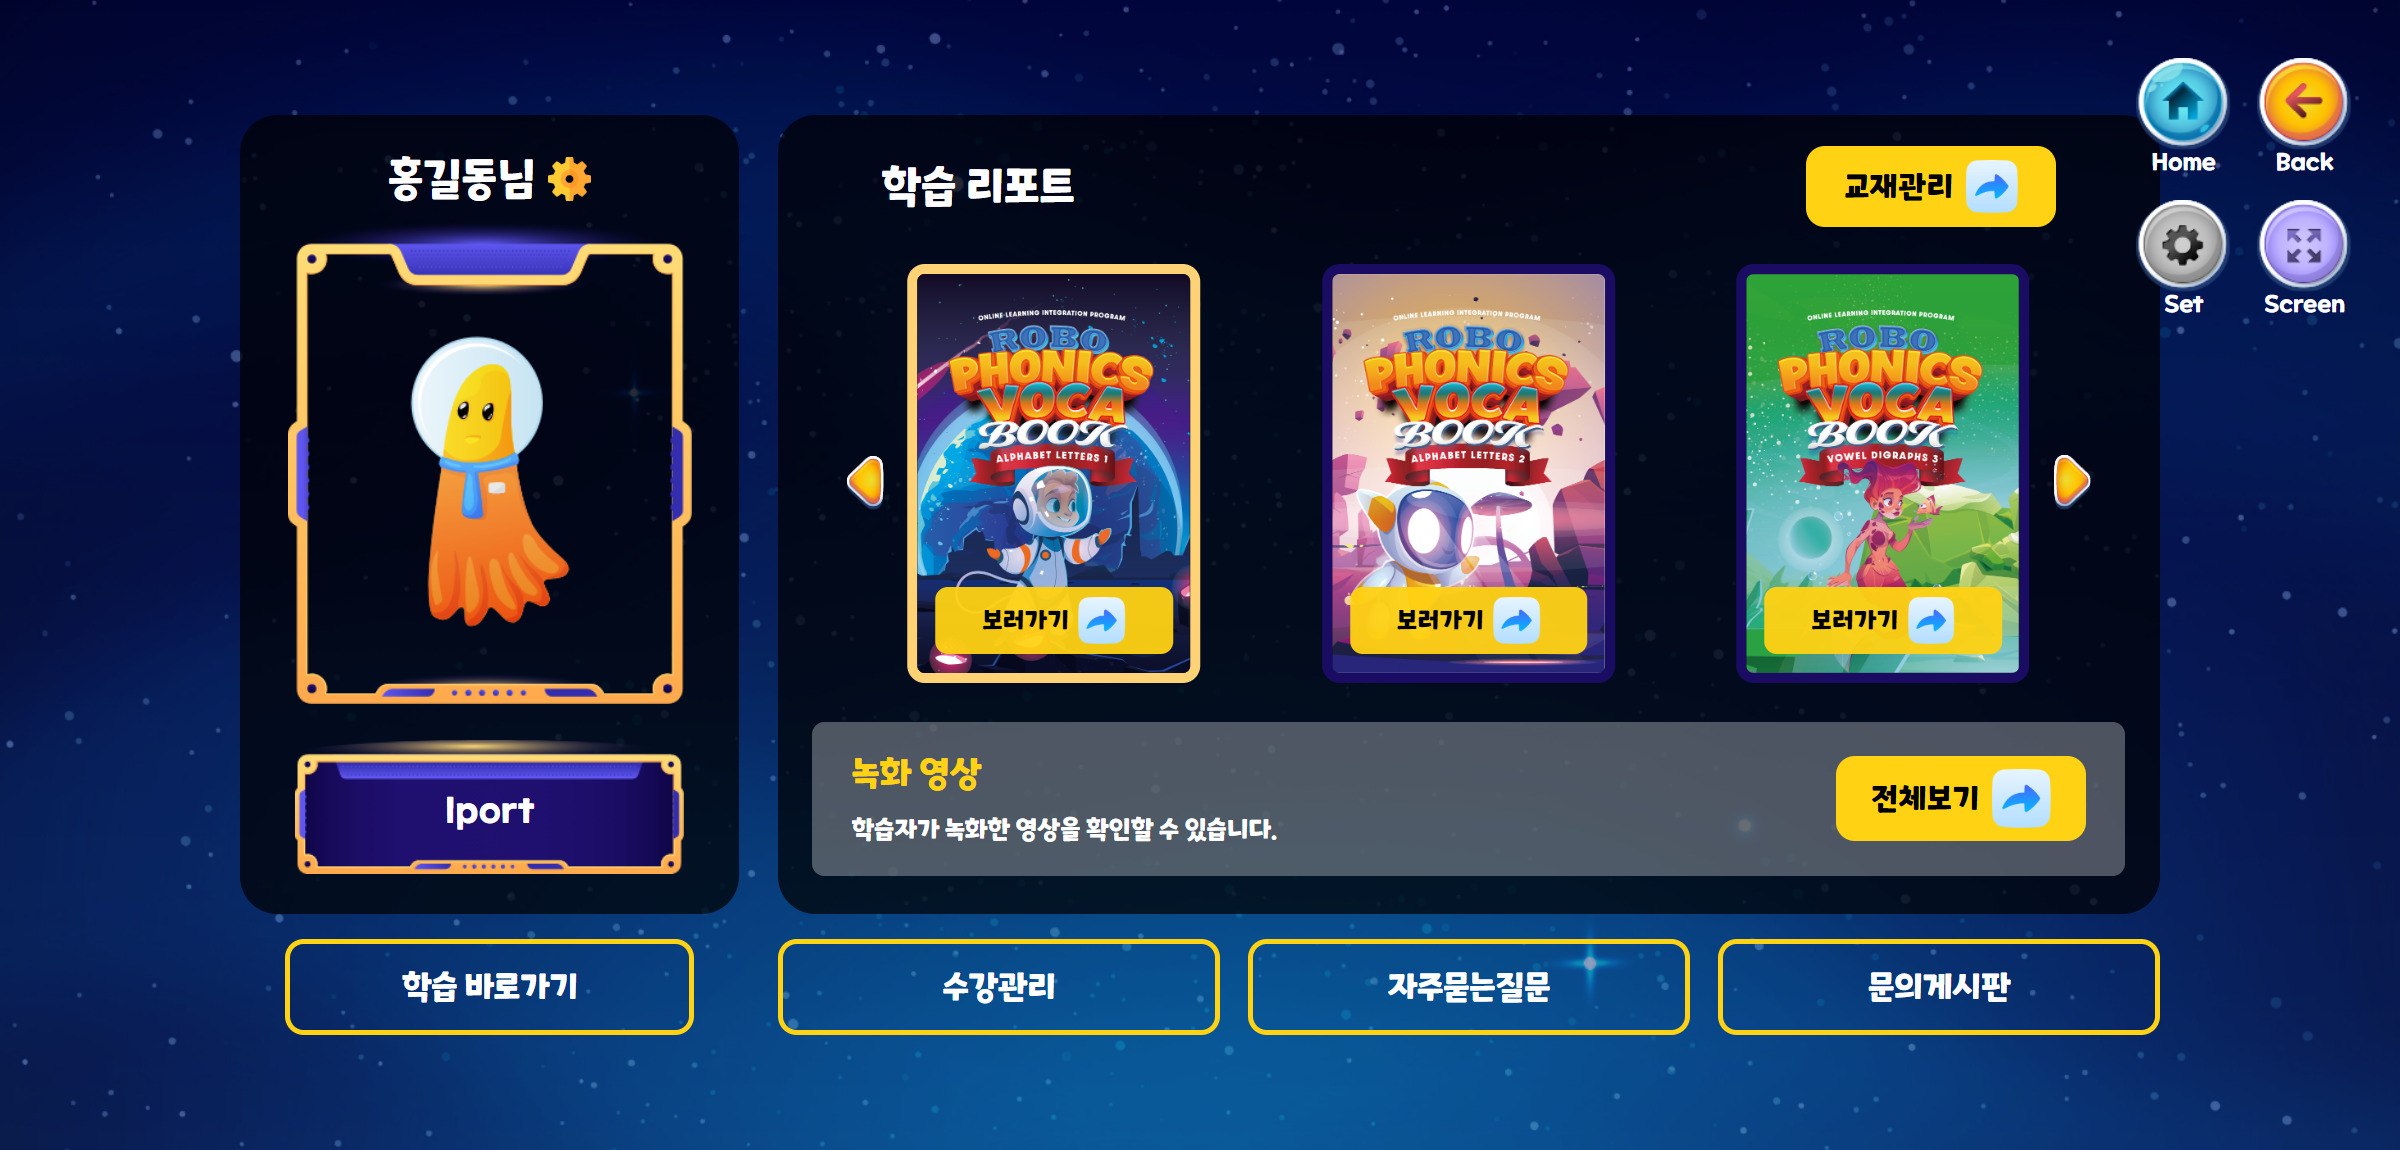 홍길동님
Iport
학습 리포트
교재관리
Home
Back
Set
Screen
ONLINE LEARNING INTEGRATION PROGRAM
ROBO
PHONICS
VOCA
BOOK
ALPHABET LETTERS 1
보러가기
ONLINE LEARNING INTEGRATION PROGRAM
ROBO
PHONICS
VOCA
BOOK
ALPHABET LETTERS 2
보러가기
ONLINE LEARNING INTEGRATION PROGRAM
ROBO
PHONICS
VOCA
BOOK
VOWEL DIGRAPHS 3
보러가기
녹화 영상
학습자가 녹화한 영상을 확인할 수 있습니다.
전체보기
학습 바로가기
수강관리
자주묻는질문
문의게시판